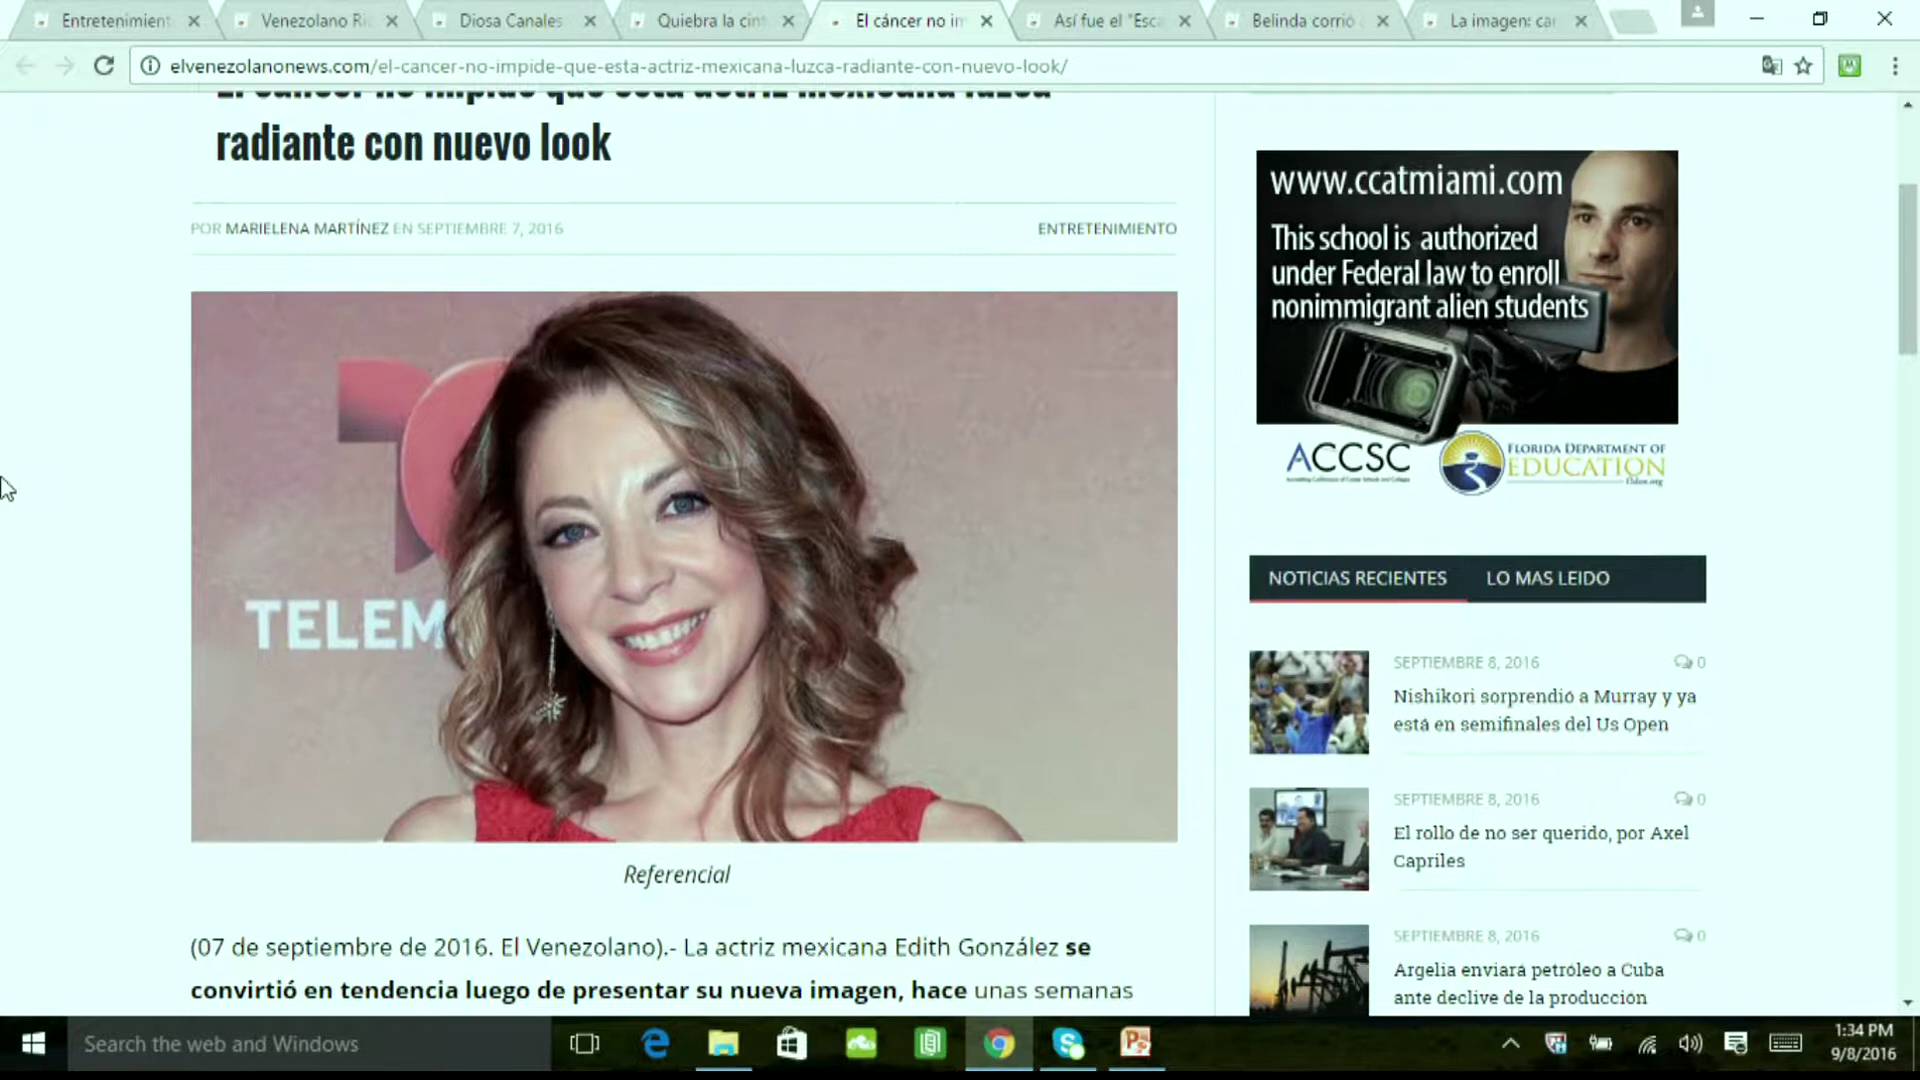 Entretenimient
Venezolano Ri
Diosa Canales
Quiebra la cint
El cáncer no im
Así fue el "Esca
Belinda corrió
La imagen: ca
elvenezolanonews.com/el-cancer-no-impide-que-esta-actriz-mexicana-luzca-radiante-con-nuevo-look/
El cáncer no impide que esta actriz mexicana luzca
radiante con nuevo look
POR MARIELENA MARTÍNEZ EN SEPTIEMBRE 7, 2016
ENTRETENIMIENTO
TELEM
Referencial
(07 de septiembre de 2016. El Venezolano).- La actriz mexicana Edith González se
convirtió en tendencia luego de presentar su nueva imagen, hace unas semanas
www.ccatmiami.com
This school is authorized
under Federal law to enroll
nonimmigrant alien students
ACCSC
FLORIDA DEPARTMENT OF
EDUCATION
NOTICIAS RECIENTES
LO MAS LEIDO
SEPTIEMBRE 8, 2016 0
Nishikori sorprendió a Murray y ya
está en semifinales del Us Open
SEPTIEMBRE 8, 2016 0
El rollo de no ser querido, por Axel
Capriles
SEPTIEMBRE 8, 2016 0
Argelia enviará petróleo a Cuba
ante declive de la producción
Search the web and Windows
1:34 PM
9/8/2016